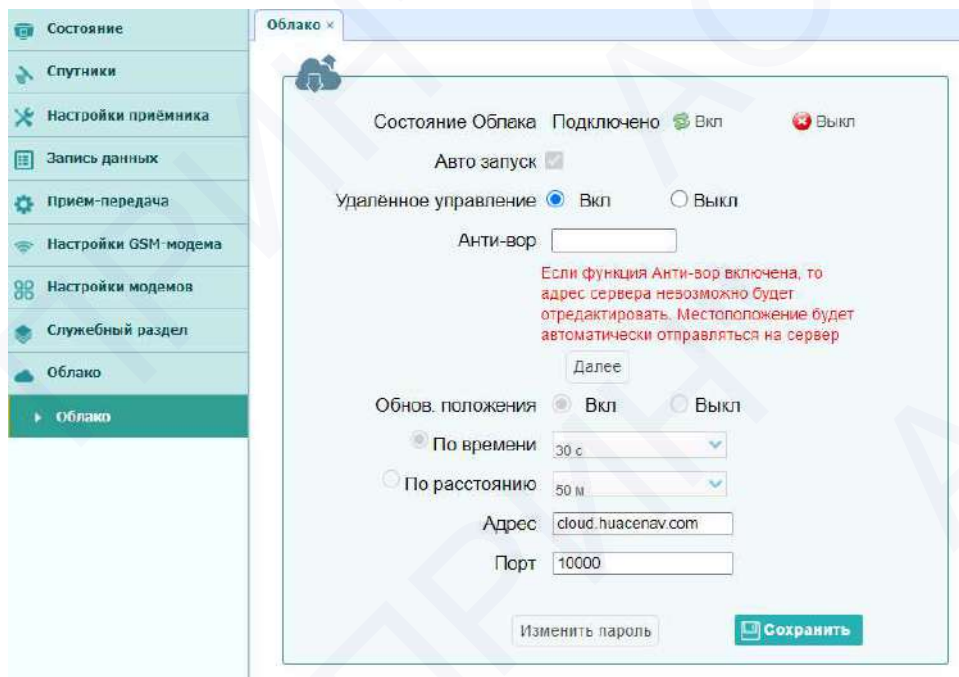 Состояние
Спутники
Настройки приёмника
Запись данных
Прием-передача
Настройки GSM-модема
Настройки модемов
Служебный раздел
Облако
Облако
Облако ×
Состояние Облака Подключено Вкл Выкл
Авто запуск
Удалённое управление Вкл Выкл
Анти-вор
Если функция Анти-вор включена, то
адрес сервера невозможно будет
отредактировать. Местоположение будет
автоматически отправляться на сервер
Далее
Обнов. положения Вкл Выкл
По времени 30 с
По расстоянию 50 м
Адрес cloud.huacenav.com
Порт 10000
Изменить пароль Сохранить